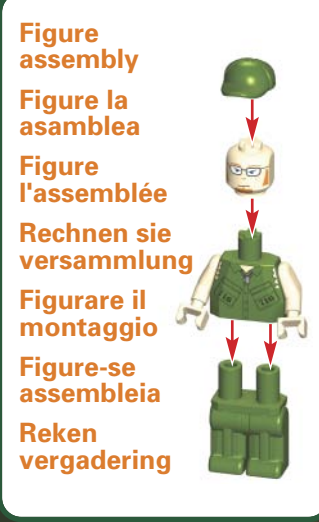 Figure
assembly
Figure la
asamblea
Figure
l'assemblée
Rechnen sie
versammlung
Figurare il
montaggio
Figure-se
assembleia
Reken
vergadering